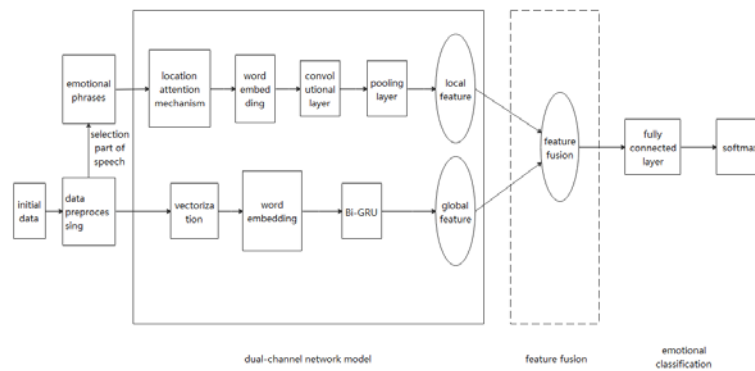 emotional
phrases
location
attention
mechanism
word
embed
ding
convol
utional
layer
pooling
layer
local
feature
selection
part of
speech
initial
data
data
preproces
sing
vectoriza
tion
word
embedding
Bi-GRU
global
feature
feature
fusion
fully
connected
layer
softmax
dual-channel network model
feature fusion
emotional
classification